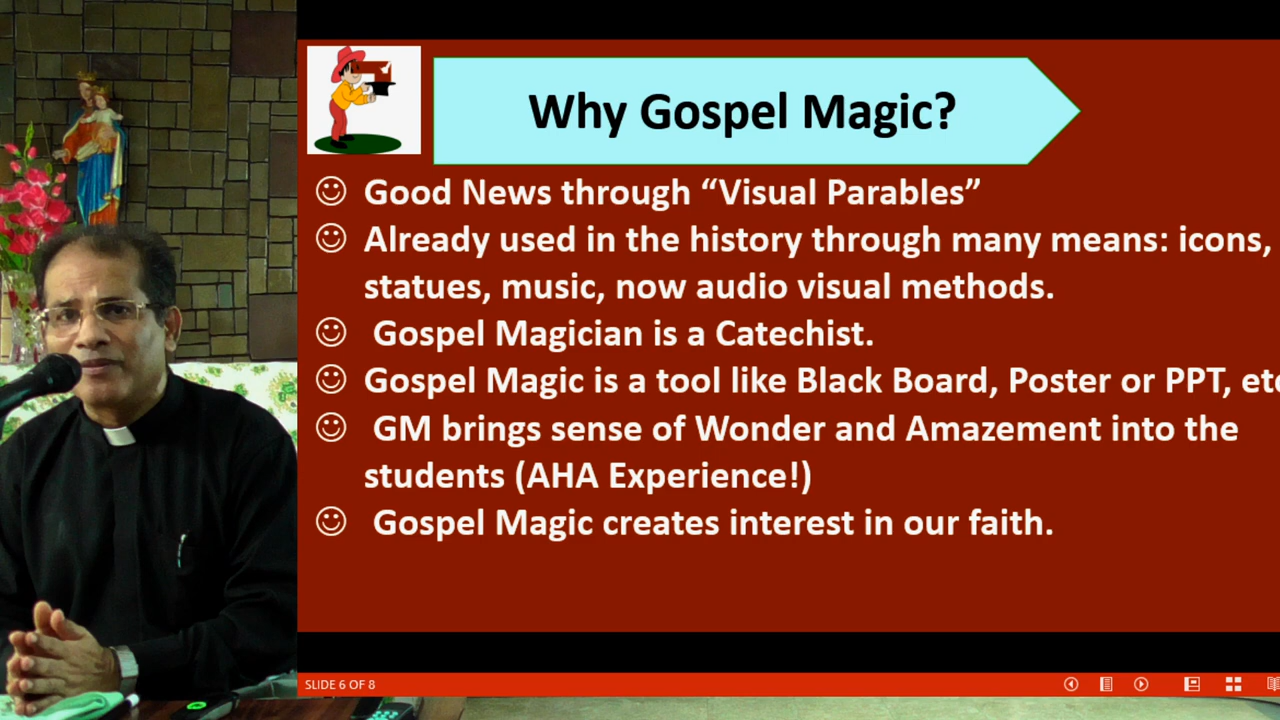 Why Gospel Magic?
Good News through “Visual Parables”
Already used in the history through many means: icons,
statues, music, now audio visual methods.
Gospel Magician is a Catechist.
Gospel Magic is a tool like Black Board, Poster or PPT, etc
GM brings sense of Wonder and Amazement into the
students (AHA Experience!)
Gospel Magic creates interest in our faith.
SLIDE 6 OF 8